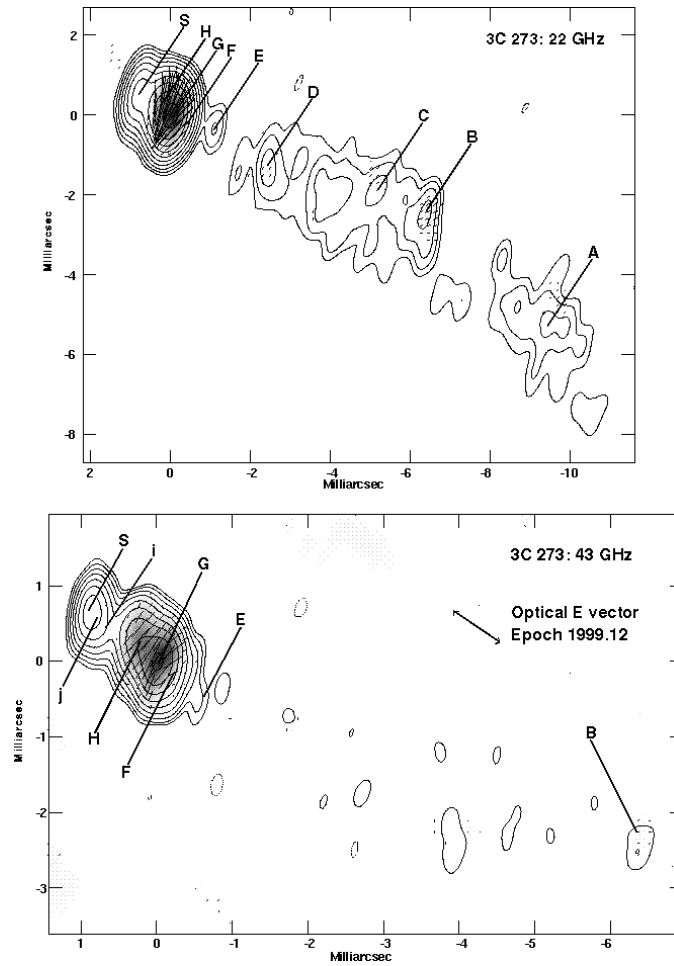 3C 273: 22 GHz
S
H
G
F
E
D
C
B
A
2
0
-2
-4
-6
-8
Milliarcsec
2 0 -2 -4 -6 -8 -10
Milliarcsec
3C 273: 43 GHz
S
i
G
E
Optical E vector
Epoch 1999.12
j
H
F
B
1
0
-1
-2
-3
Milliarcsec
1 0 -1 -2 -3 -4 -5 -6
Milliarcsec